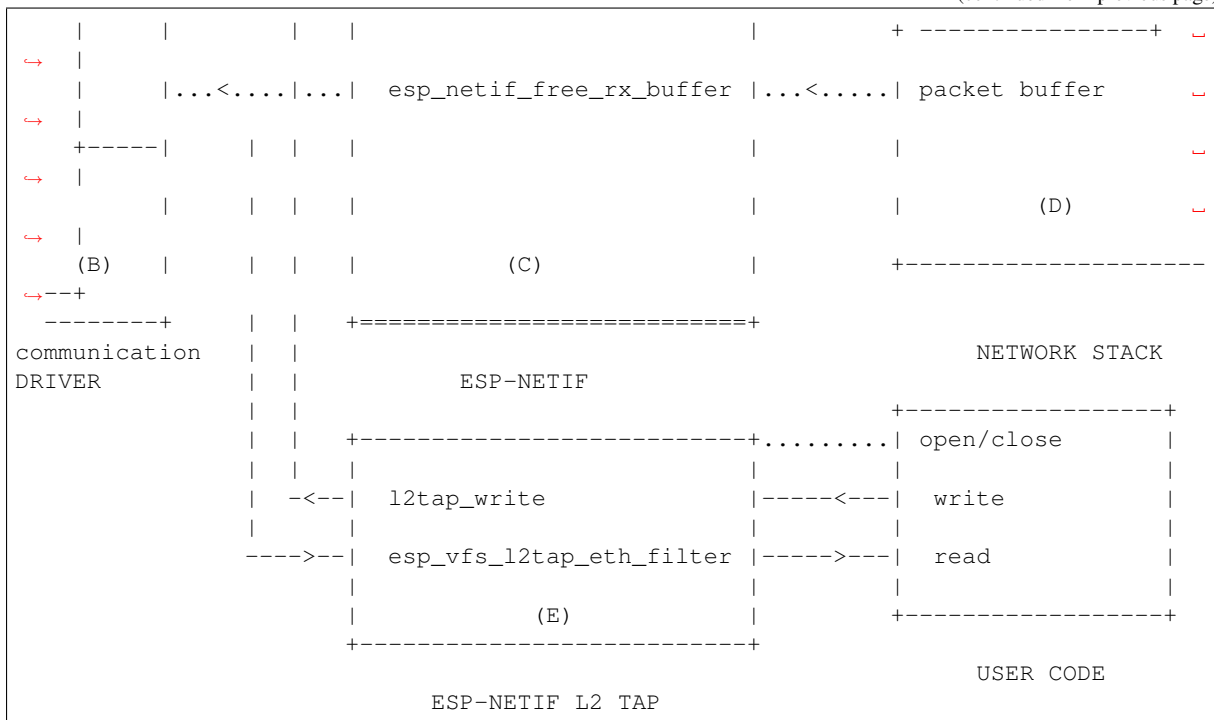 |      |          |   |                           |          + ----------------+  ␣
↪   |
     |      |...<....|...|  esp_netif_free_rx_buffer |...<.....| packet buffer      ␣
↪   |
     +-----|      |  |   |                           |         |                    ␣
↪   |
            |      |  |   |                           |         |         (D)        ␣
↪   |
     (B)    |      |  |   |          (C)              |         +---------------------
↪--+
  --------+      |  |   +===========================+
communication    |  |                                               NETWORK STACK
DRIVER           |  |           ESP-NETIF
                 |  |                                         +------------------+
                 |  |   +---------------------------+.........| open/close       |
                 |  |   |                           |         |                  |
                 |  -<--|  l2tap_write              |-----<---|  write           |
                 |      |                           |         |                  |
                 ---->--|  esp_vfs_l2tap_eth_filter |----->---|  read            |
                        |                           |         |                  |
                        |            (E)            |         +------------------+
                        +---------------------------+
                                                                    USER CODE
                              ESP-NETIF L2 TAP